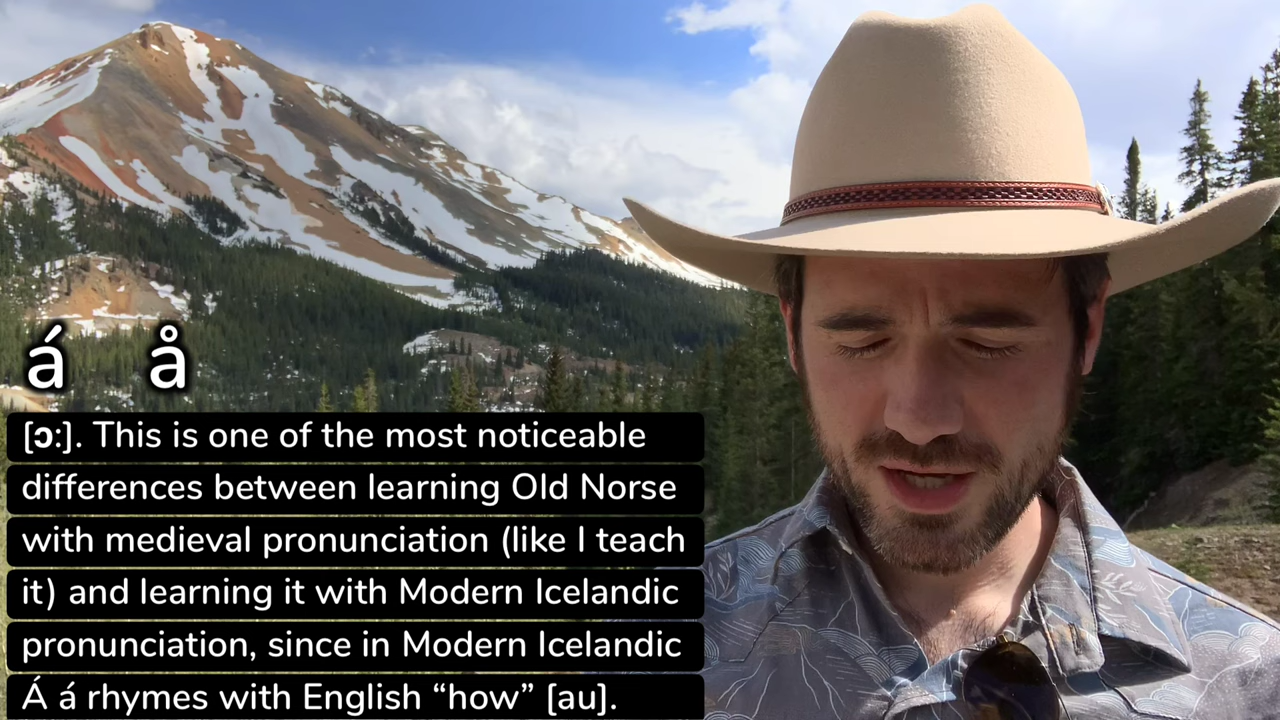 á å
[ɔ:]. This is one of the most noticeable
differences between learning Old Norse
with medieval pronunciation (like I teach
it) and learning it with Modern Icelandic
pronunciation, since in Modern Icelandic
Á á rhymes with English “how” [au].